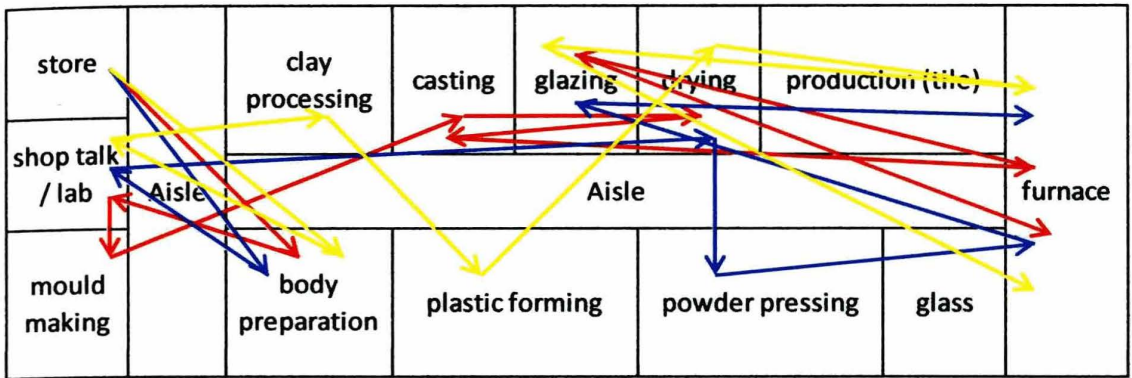 store
clay
processing
casting
glazing
drying
production (tile)
shop talk
/ lab
Aisle
Aisle
furnace
mould
making
body
preparation
plastic forming
powder pressing
glass